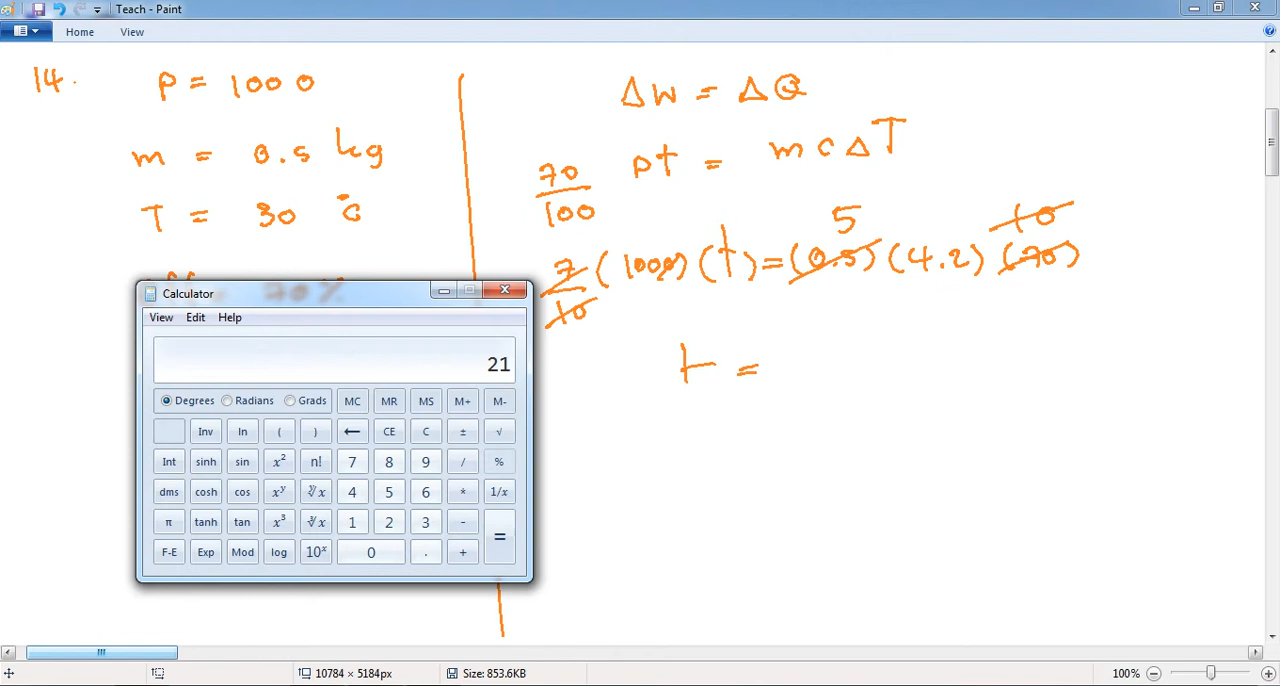 Teach - Paint
Home View
14.
P = 1000
m = 0.5 kg
T = 30 °C
70%
ΔW = ΔQ
70/100 pt = m c ΔT
5 10
7/10 (1000) (t) = (0.5) (4.2) (70)
t =
Calculator
View Edit Help
21
Degrees Radians Grads MC MR MS M+ M-
Inv ln ( ) ← CE C ± √
Int sinh sin x² n! 7 8 9 / %
dms cosh cos xʸ ʸ√x 4 5 6 * 1/x
π tanh tan x³ ³√x 1 2 3 - =
F-E Exp Mod log 10ˣ 0 . +
10784 × 5184px Size: 853.6KB 100%